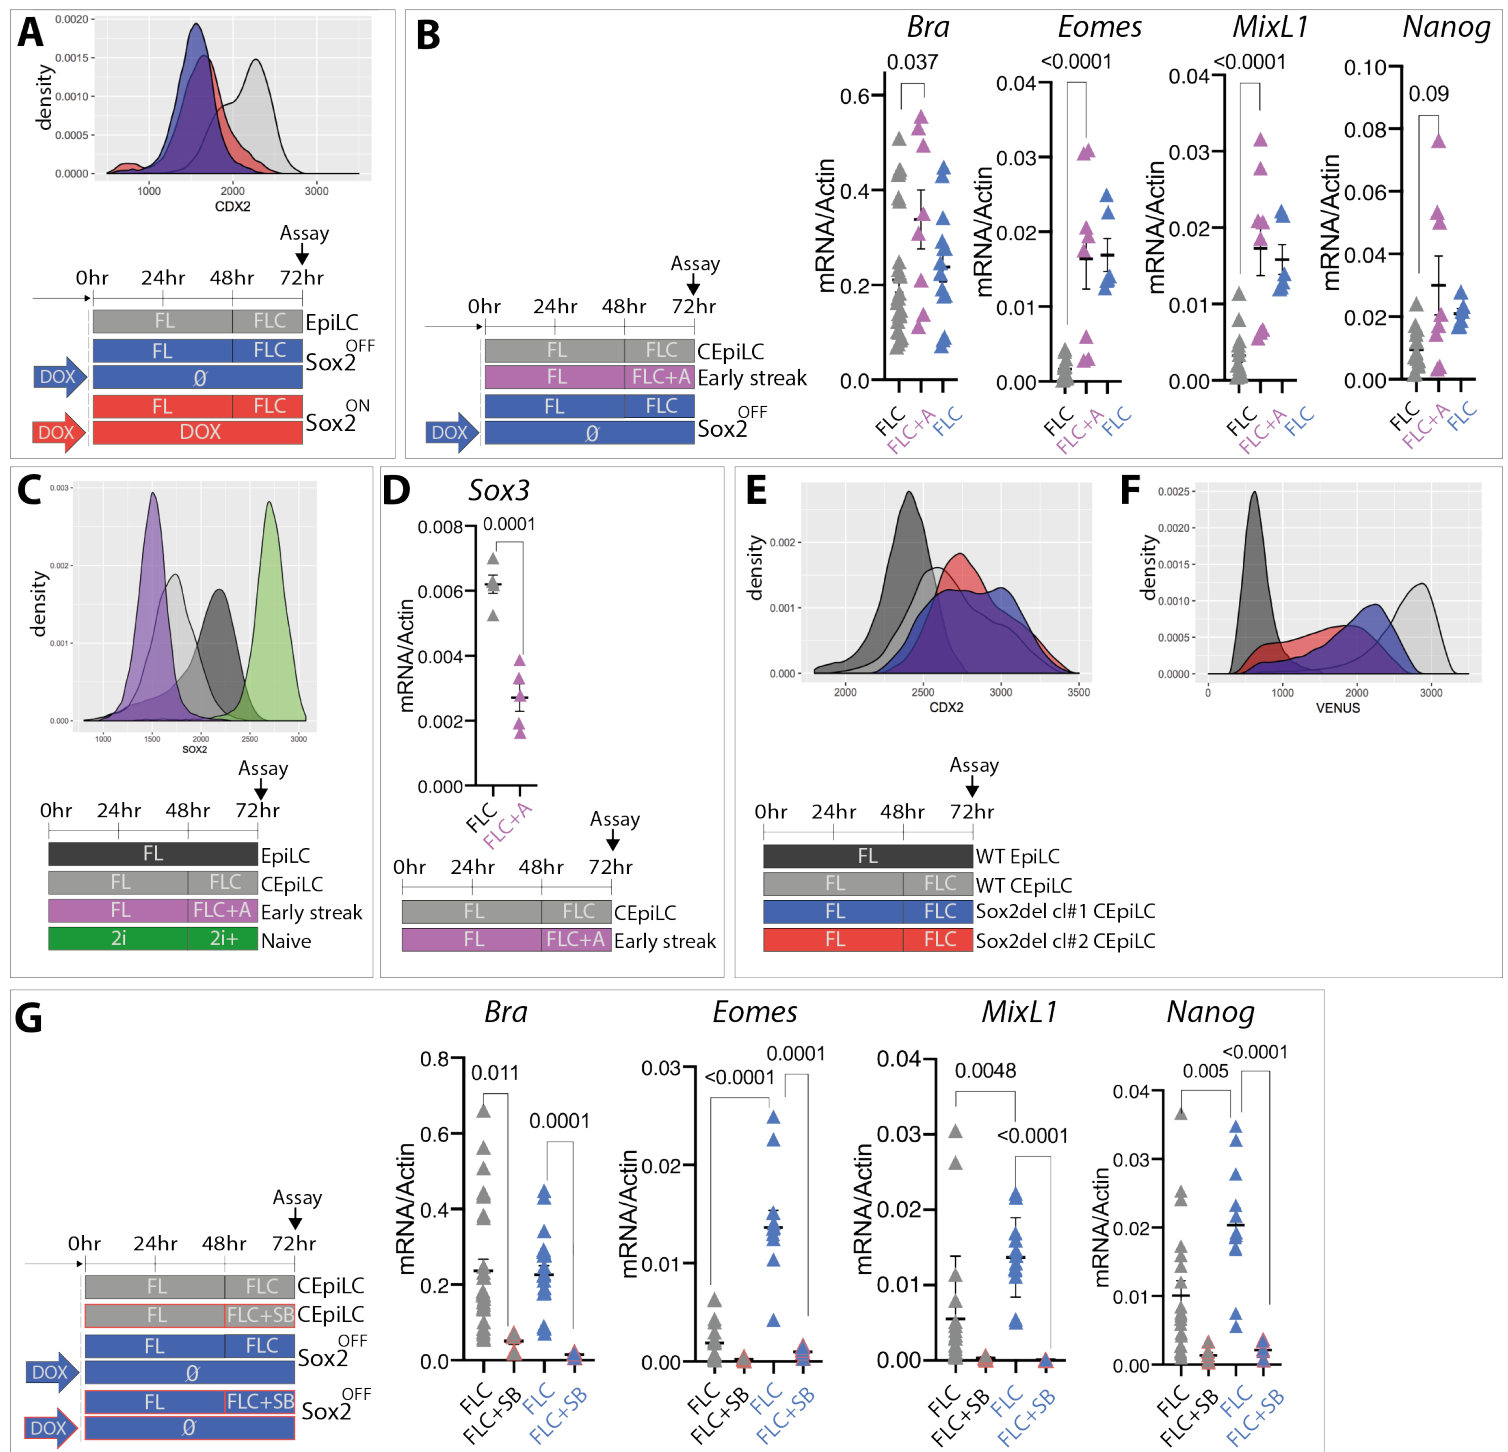 A
0.0020
0.0015
0.0010
0.0005
0.0000
density
1000 2000 3000
CDX2
Assay
0hr 24hr 48hr 72hr
FL FLC EpiLC
FL FLC Sox2 OFF
DOX Ø
FL FLC Sox2 ON
DOX DOX
B
Bra Eomes MixL1 Nanog
0.037
0.6
0.4
0.2
0.0
mRNA/Actin
FLC FLC+A FLC
<0.0001
0.04
0.03
0.02
0.01
0.00
mRNA/Actin
FLC FLC+A FLC
<0.0001
0.04
0.03
0.02
0.01
0.00
mRNA/Actin
FLC FLC+A FLC
0.09
0.10
0.08
0.06
0.04
0.02
0.00
mRNA/Actin
FLC FLC+A FLC
Assay
0hr 24hr 48hr 72hr
FL FLC CEpiLC
FL FLC+A Early streak
FL FLC Sox2 OFF
DOX Ø
C
0.003
0.002
0.001
0.000
density
1000 1500 2000 2500 3000
SOX2
Assay
0hr 24hr 48hr 72hr
FL EpiLC
FL FLC CEpiLC
FL FLC+A Early streak
2i 2i+ Naive
D
Sox3
0.0001
0.008
0.006
0.004
0.002
0.000
mRNA/Actin
FLC FLC+A
Assay
0hr 24hr 48hr 72hr
FL FLC CEpiLC
FL FLC+A Early streak
E
0.002
0.001
0.000
density
2000 2500 3000 3500
CDX2
F
0.0025
0.0020
0.0015
0.0010
0.0005
0.0000
density
0 1000 2000 3000
VENUS
Assay
0hr 24hr 48hr 72hr
FL WT EpiLC
FL FLC WT CEpiLC
FL FLC Sox2del cl#1 CEpiLC
FL FLC Sox2del cl#2 CEpiLC
G
Bra Eomes MixL1 Nanog
0.011
0.0001
0.8
0.6
0.4
0.2
0.0
mRNA/Actin
FLC FLC+SB FLC FLC+SB
0.0001
<0.0001
0.03
0.02
0.01
0.00
mRNA/Actin
FLC FLC+SB FLC FLC+SB
0.0048
<0.0001
0.04
0.03
0.02
0.01
0.00
mRNA/Actin
FLC FLC+SB FLC FLC+SB
<0.0001
0.005
0.04
0.03
0.02
0.01
0.00
mRNA/Actin
FLC FLC+SB FLC FLC+SB
Assay
0hr 24hr 48hr 72hr
FL FLC CEpiLC
FL FLC+SB CEpiLC
FL FLC Sox2 OFF
DOX Ø
FL FLC+SB Sox2 OFF
DOX Ø